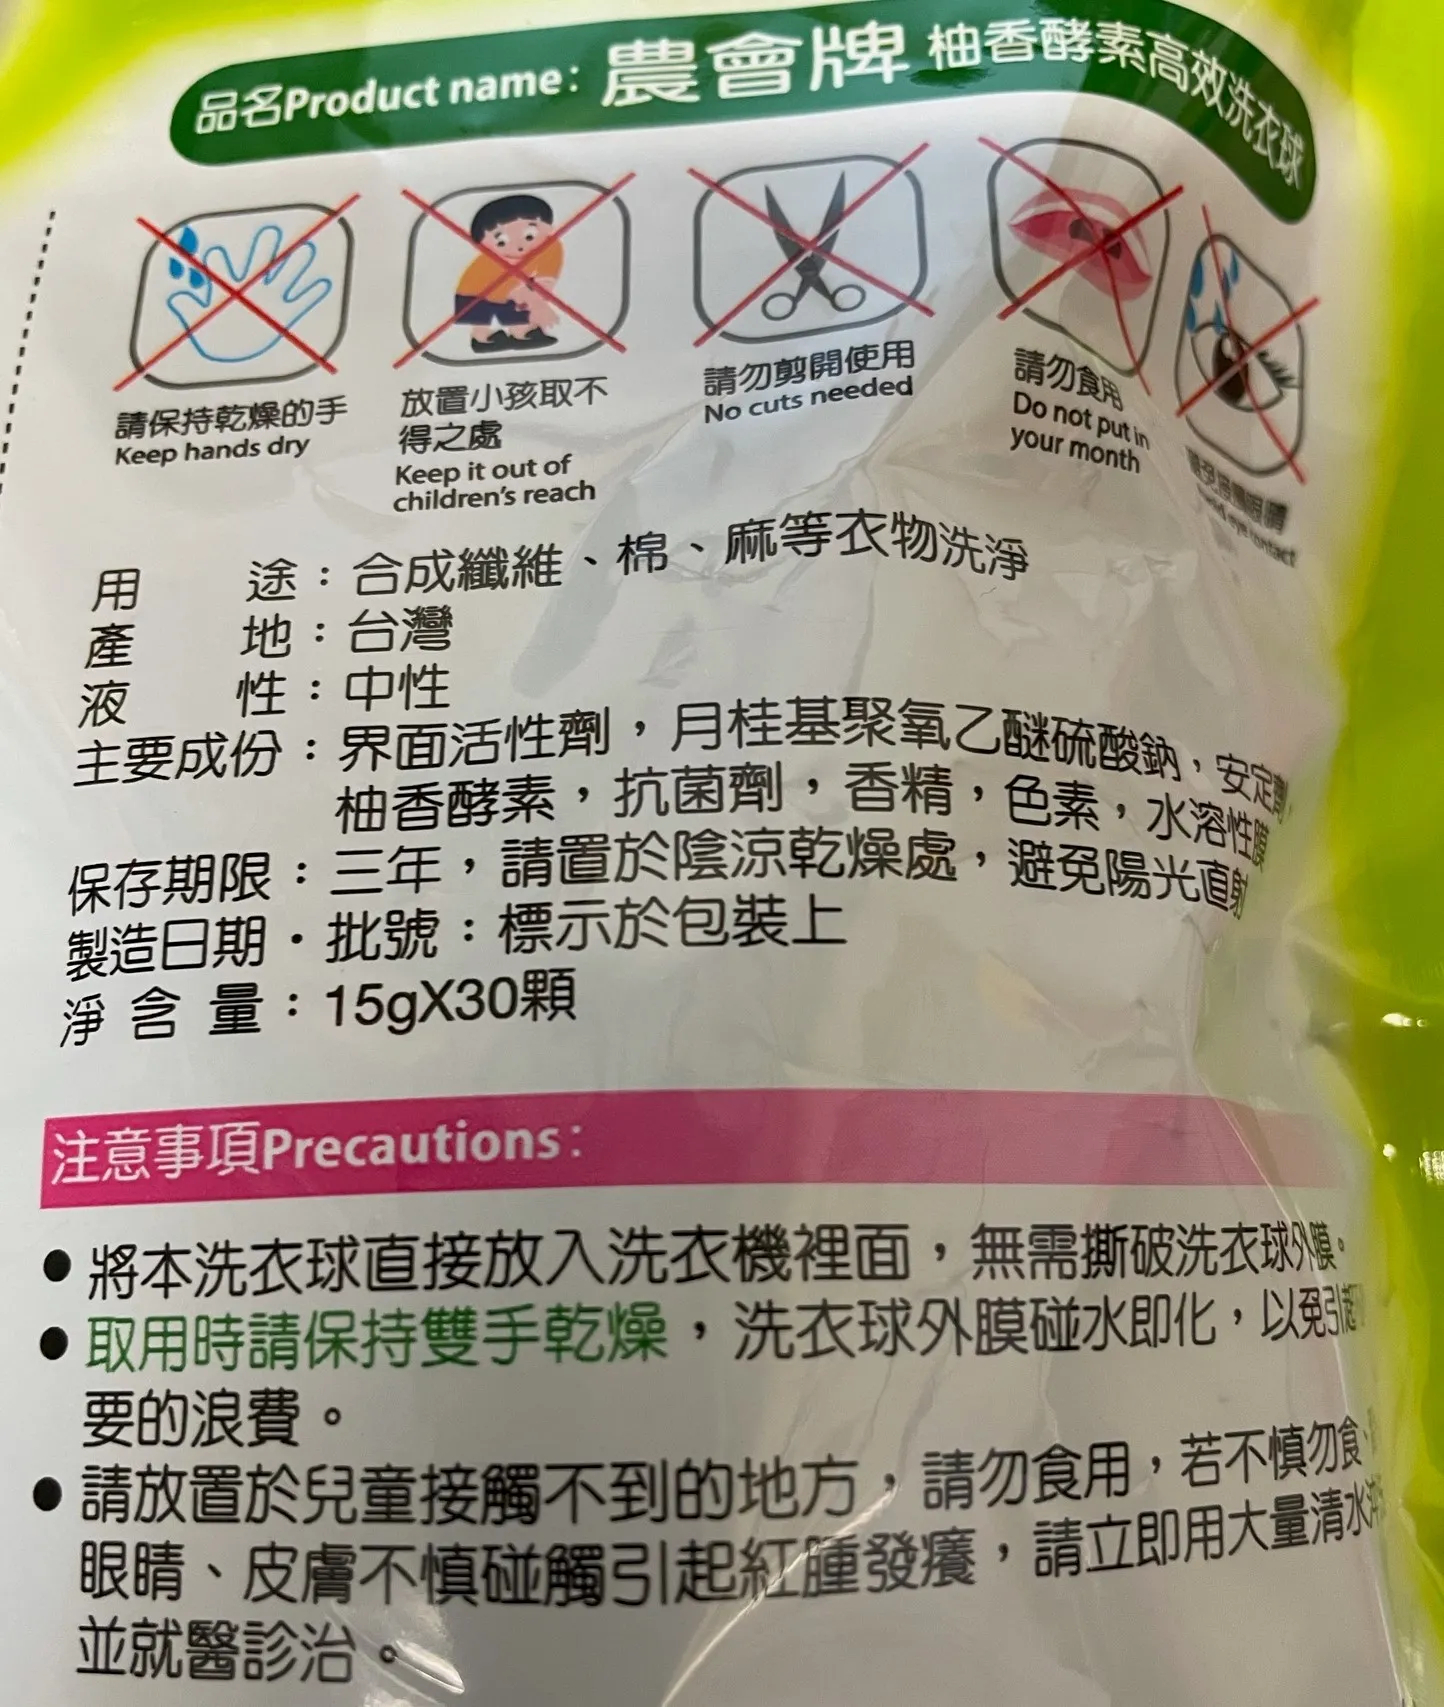 品名Product name：農會牌 柚香酵素高效洗衣球
請保持乾燥的手
Keep hands dry
放置小孩取不
得之處
Keep it out of
children's reach
請勿剪開使用
No cuts needed
請勿食用
Do not put in
your month
eye contact
用途：合成纖維、棉、麻等衣物洗淨
產地：台灣
液性：中性
主要成份：界面活性劑，月桂基聚氧乙醚硫酸鈉，安定劑，
柚香酵素，抗菌劑，香精，色素，水溶性膜
保存期限：三年，請置於陰涼乾燥處，避免陽光直射
製造日期・批號：標示於包裝上
淨含量：15gX30顆
注意事項Precautions：
●將本洗衣球直接放入洗衣機裡面，無需撕破洗衣球外膜。
●取用時請保持雙手乾燥，洗衣球外膜碰水即化，以免引起
要的浪費。
●請放置於兒童接觸不到的地方，請勿食用，若不慎勿食、
眼睛、皮膚不慎碰觸引起紅腫發癢，請立即用大量清水
並就醫診治。